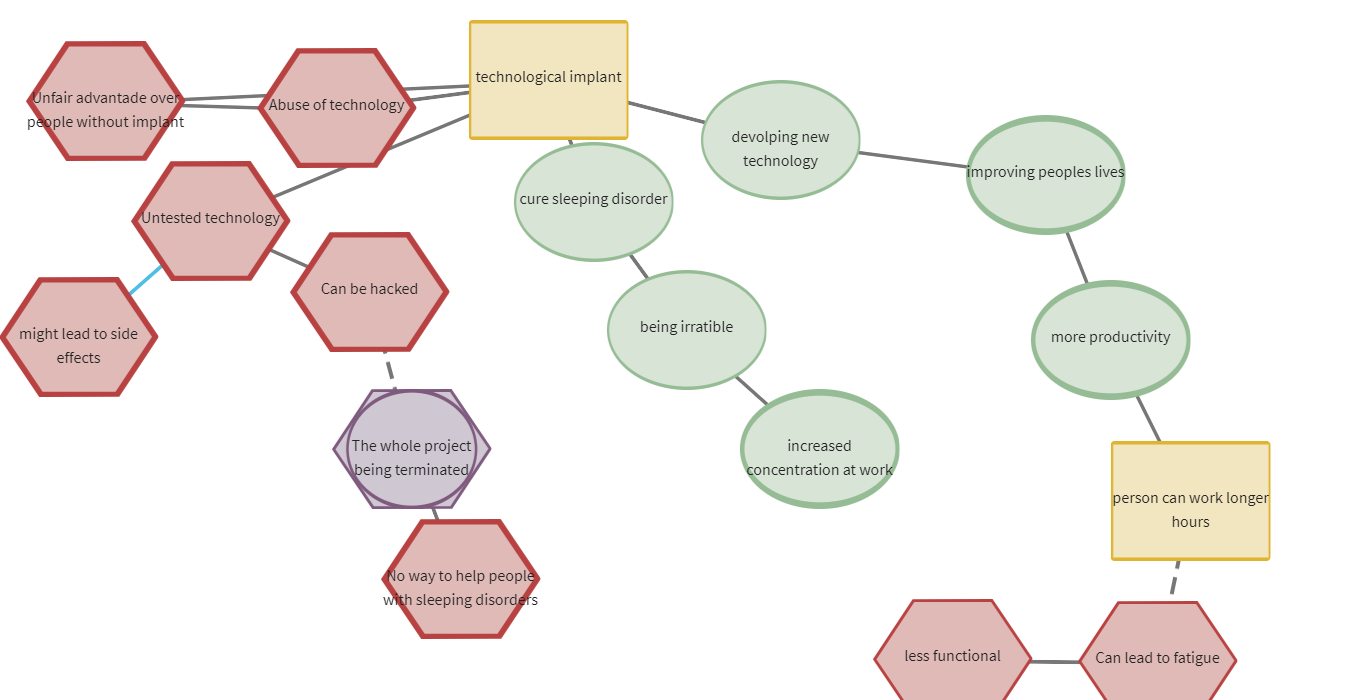 technological implant
Unfair advantade over
people without implant
Abuse of technology
devolping new
technology
improving peoples lives
cure sleeping disorder
Untested technology
Can be hacked
being irratible
might lead to side
effects
more productivity
The whole project
being terminated
increased
concentration at work
person can work longer
hours
No way to help people
with sleeping disorders
less functional
Can lead to fatigue